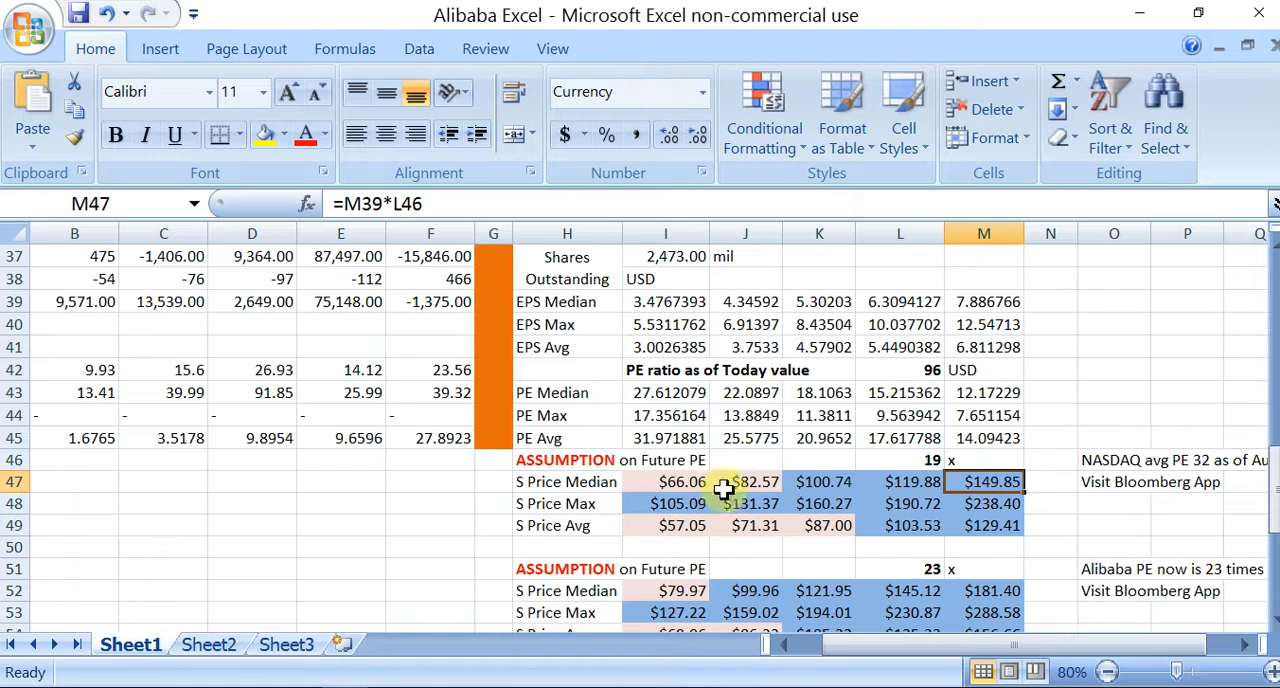 Alibaba Excel - Microsoft Excel non-commercial use
Home Insert Page Layout Formulas Data Review View
Paste Calibri 11 A A Currency Conditional Formatting Format as Table Cell Styles Insert Delete Format Sort & Filter Find & Select
B I U A $ % ,
Clipboard Font Alignment Number Styles Cells Editing
M47 fx =M39*L46
B C D E F G H I J K L M N O P Q
37 475 -1,406.00 9,364.00 87,497.00 -15,846.00 Shares 2,473.00 mil
38 -54 -76 -97 -112 466 Outstanding USD
39 9,571.00 13,539.00 2,649.00 75,148.00 -1,375.00 EPS Median 3.4767393 4.34592 5.30203 6.3094127 7.886766
40 EPS Max 5.5311762 6.91397 8.43504 10.037702 12.54713
41 EPS Avg 3.0026385 3.7533 4.57902 5.4490382 6.811298
42 9.93 15.6 26.93 14.12 23.56 PE ratio as of Today value 96 USD
43 13.41 39.99 91.85 25.99 39.32 PE Median 27.612079 22.0897 18.1063 15.215362 12.17229
44 - - - - - PE Max 17.356164 13.8849 11.3811 9.563942 7.651154
45 1.6765 3.5178 9.8954 9.6596 27.8923 PE Avg 31.971881 25.5775 20.9652 17.617788 14.09423
46 ASSUMPTION on Future PE 19 x NASDAQ avg PE 32 as of Au
47 S Price Median $66.06 $82.57 $100.74 $119.88 $149.85 Visit Bloomberg App
48 S Price Max $105.09 $131.37 $160.27 $190.72 $238.40
49 S Price Avg $57.05 $71.31 $87.00 $103.53 $129.41
50
51 ASSUMPTION on Future PE 23 x Alibaba PE now is 23 times
52 S Price Median $79.97 $99.96 $121.95 $145.12 $181.40 Visit Bloomberg App
53 S Price Max $127.22 $159.02 $194.01 $230.87 $288.58
Sheet1 Sheet2 Sheet3
Ready 80%